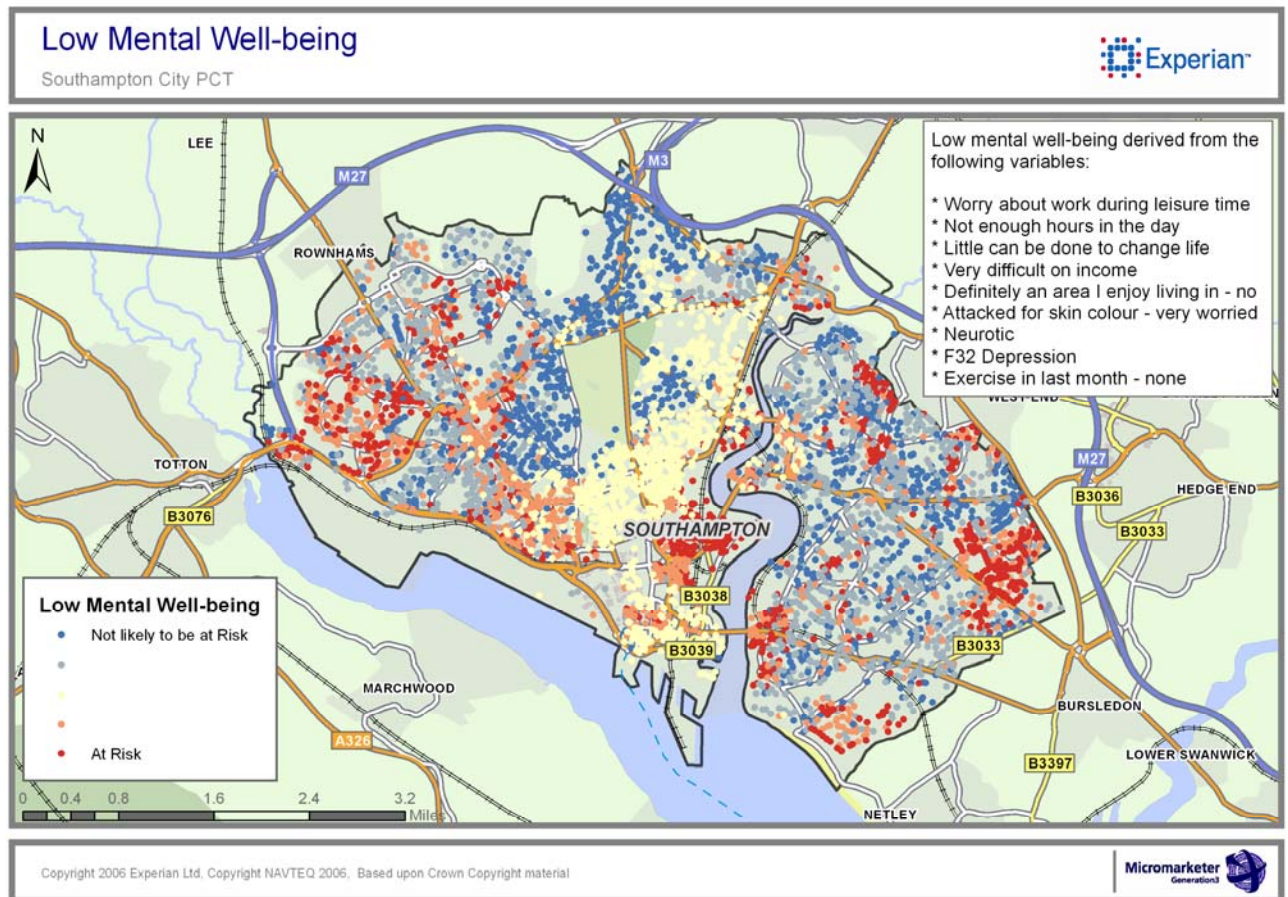 Low Mental Well-being
Southampton City PCT
Experian™
N
LEE
M3
M27
ROWNHAMS
Low mental well-being derived from the
following variables:
* Worry about work during leisure time
* Not enough hours in the day
* Little can be done to change life
* Very difficult on income
* Definitely an area I enjoy living in - no
* Attacked for skin colour - very worried
* Neurotic
* F32 Depression
* Exercise in last month - none
WEST END
TOTTON
B3076
M27
B3036
HEDGE END
B3033
SOUTHAMPTON
B3038
B3039
B3033
Low Mental Well-being
Not likely to be at Risk
At Risk
MARCHWOOD
A326
BURSLEDON
LOWER SWANWICK
B3397
NETLEY
0 0.4 0.8 1.6 2.4 3.2
Miles
Copyright 2006 Experian Ltd, Copyright NAVTEQ 2006, Based upon Crown Copyright material
Micromarketer
Generation3